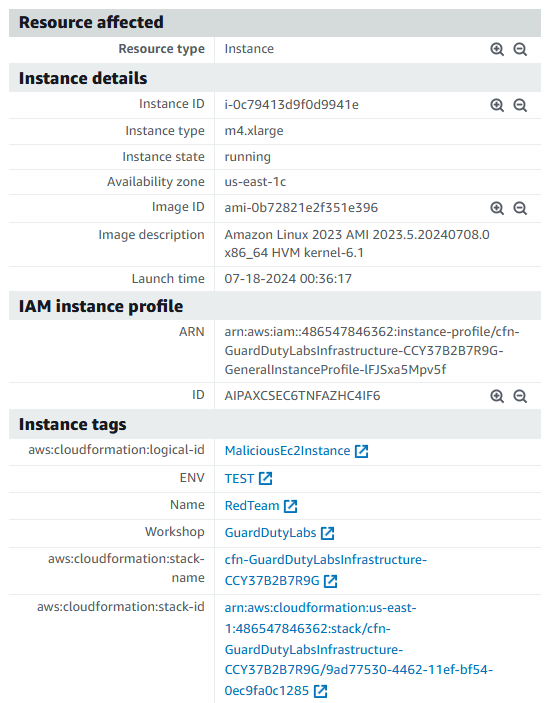 Resource affected
Resource type Instance
Instance details
Instance ID i-0c79413d9f0d9941e
Instance type m4.xlarge
Instance state running
Availability zone us-east-1c
Image ID ami-0b72821e2f351e396
Image description Amazon Linux 2023 AMI 2023.5.20240708.0
x86_64 HVM kernel-6.1
Launch time 07-18-2024 00:36:17
IAM instance profile
ARN arn:aws:iam::486547846362:instance-profile/cfn-
GuardDutyLabsInfrastructure-CCY37B2B7R9G-
GeneralInstanceProfile-lFJSxa5Mpv5f
ID AIPAXCSEC6TNFAZHC4IF6
Instance tags
aws:cloudformation:logical-id MaliciousEc2Instance
ENV TEST
Name RedTeam
Workshop GuardDutyLabs
aws:cloudformation:stack- cfn-GuardDutyLabsInfrastructure-
name CCY37B2B7R9G
aws:cloudformation:stack-id arn:aws:cloudformation:us-east-
1:486547846362:stack/cfn-
GuardDutyLabsInfrastructure-
CCY37B2B7R9G/9ad77530-4462-11ef-bf54-
0ec9fa0c1285